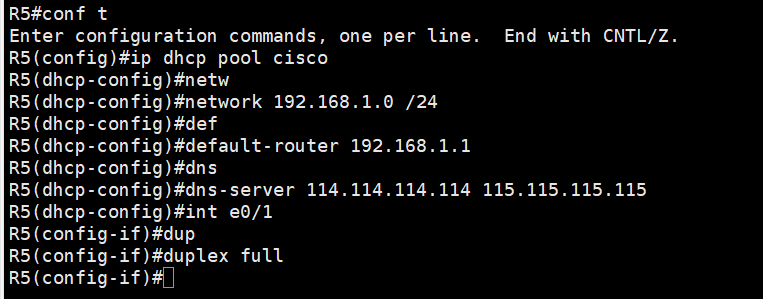 R5#conf t
Enter configuration commands, one per line.  End with CNTL/Z.
R5(config)#ip dhcp pool cisco
R5(dhcp-config)#netw
R5(dhcp-config)#network 192.168.1.0 /24
R5(dhcp-config)#def
R5(dhcp-config)#default-router 192.168.1.1
R5(dhcp-config)#dns
R5(dhcp-config)#dns-server 114.114.114.114 115.115.115.115
R5(dhcp-config)#int e0/1
R5(config-if)#dup
R5(config-if)#duplex full
R5(config-if)#